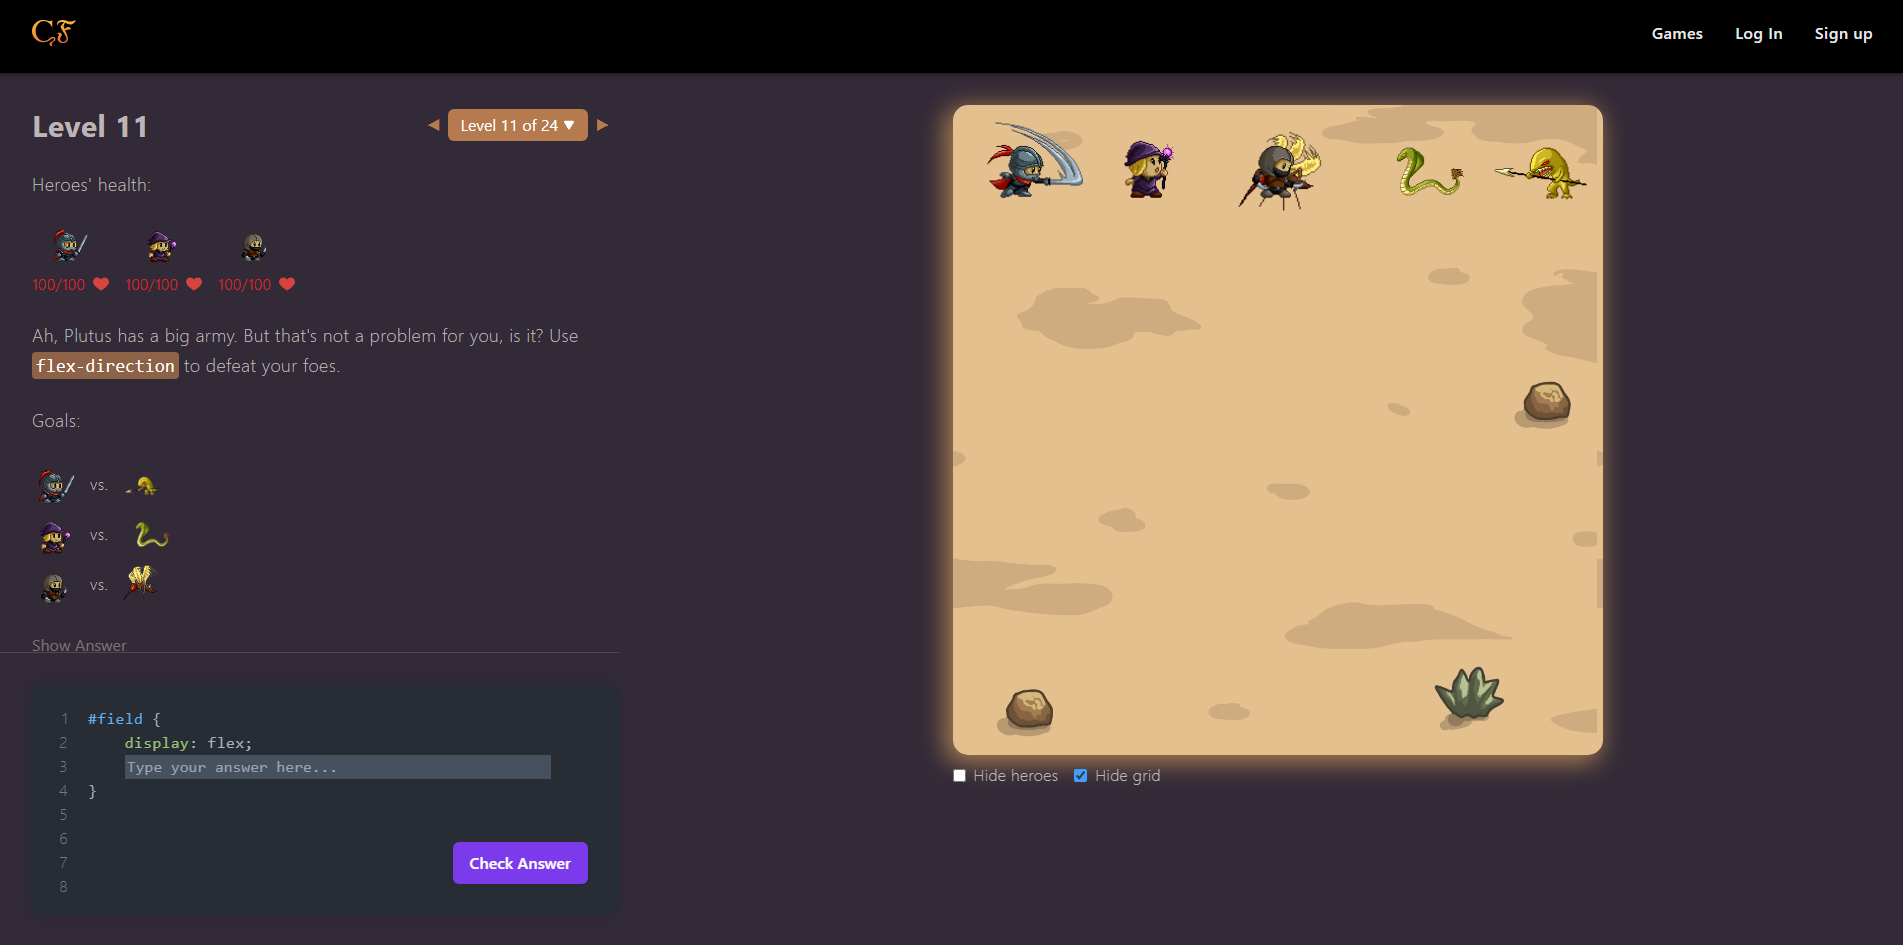 CF
Games Log In Sign up
Level 11
◀ Level 11 of 24 ▼ ▶
Heroes' health:
100/100 100/100 100/100
Ah, Plutus has a big army. But that's not a problem for you, is it? Use
flex-direction to defeat your foes.
Goals:
vs.
vs.
vs.
Show Answer
1 #field {
2 display: flex;
3 Type your answer here...
4 }
5
6
7
8
Check Answer
Hide heroes Hide grid